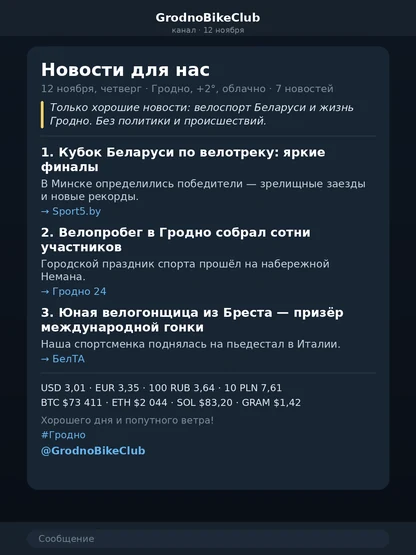 GrodnoBikeClub
канал · 12 ноября
Новости для нас
12 ноября, четверг · Гродно, +2°, облачно · 7 новостей
Только хорошие новости: велоспорт Беларуси и жизнь
Гродно. Без политики и происшествий.
1. Кубок Беларуси по велотреку: яркие
финалы
В Минске определились победители — зрелищные заезды
и новые рекорды.
→ Sport5.by
2. Велопробег в Гродно собрал сотни
участников
Городской праздник спорта прошёл на набережной
Немана.
→ Гродно 24
3. Юная велогонщица из Бреста — призёр
международной гонки
Наша спортсменка поднялась на пьедестал в Италии.
→ БелТА
USD 3,01 · EUR 3,35 · 100 RUB 3,64 · 10 PLN 7,61
BTC $73 411 · ETH $2 044 · SOL $83,20 · GRAM $1,42
Хорошего дня и попутного ветра!
#Гродно
@GrodnoBikeClub
Сообщение